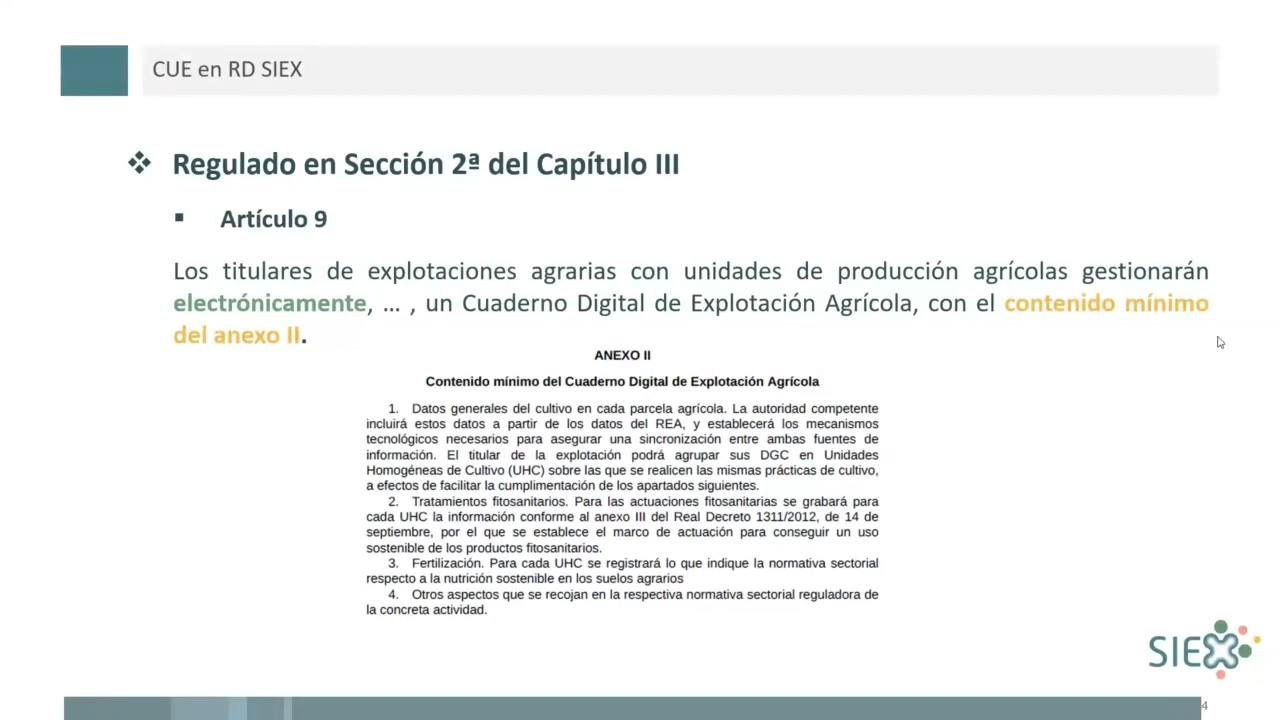 CUE en RD SIEX
Regulado en Sección 2ª del Capítulo III
Artículo 9
Los titulares de explotaciones agrarias con unidades de producción agrícolas gestionarán
electrónicamente, … , un Cuaderno Digital de Explotación Agrícola, con el contenido mínimo
del anexo II.
ANEXO II
Contenido mínimo del Cuaderno Digital de Explotación Agrícola
1. Datos generales del cultivo en cada parcela agrícola. La autoridad competente
incluirá estos datos a partir de los datos del REA, y establecerá los mecanismos
tecnológicos necesarios para asegurar una sincronización entre ambas fuentes de
información. El titular de la explotación podrá agrupar sus DGC en Unidades
Homogéneas de Cultivo (UHC) sobre las que se realicen las mismas prácticas de cultivo,
a efectos de facilitar la cumplimentación de los apartados siguientes.
2. Tratamientos fitosanitarios. Para las actuaciones fitosanitarias se grabará para
cada UHC la información conforme al anexo III del Real Decreto 1311/2012, de 14 de
septiembre, por el que se establece el marco de actuación para conseguir un uso
sostenible de los productos fitosanitarios.
3. Fertilización. Para cada UHC se registrará lo que indique la normativa sectorial
respecto a la nutrición sostenible en los suelos agrarios
4. Otros aspectos que se recojan en la respectiva normativa sectorial reguladora de
la concreta actividad.
SIEX
4